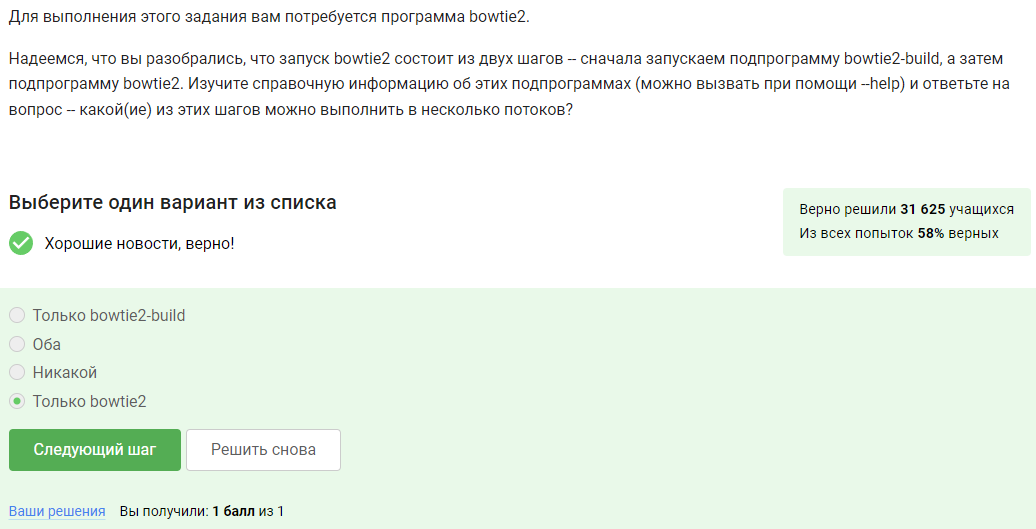 Для выполнения этого задания вам потребуется программа bowtie2.
Надеемся, что вы разобрались, что запуск bowtie2 состоит из двух шагов -- сначала запускаем подпрограмму bowtie2-build, а затем
подпрограмму bowtie2. Изучите справочную информацию об этих подпрограммах (можно вызвать при помощи --help) и ответьте на
вопрос -- какой(ие) из этих шагов можно выполнить в несколько потоков?
Выберите один вариант из списка
Верно решили 31 625 учащихся
Из всех попыток 58% верных
Хорошие новости, верно!
Только bowtie2-build
Оба
Никакой
Только bowtie2
Следующий шаг
Решить снова
Ваши решения Вы получили: 1 балл из 1